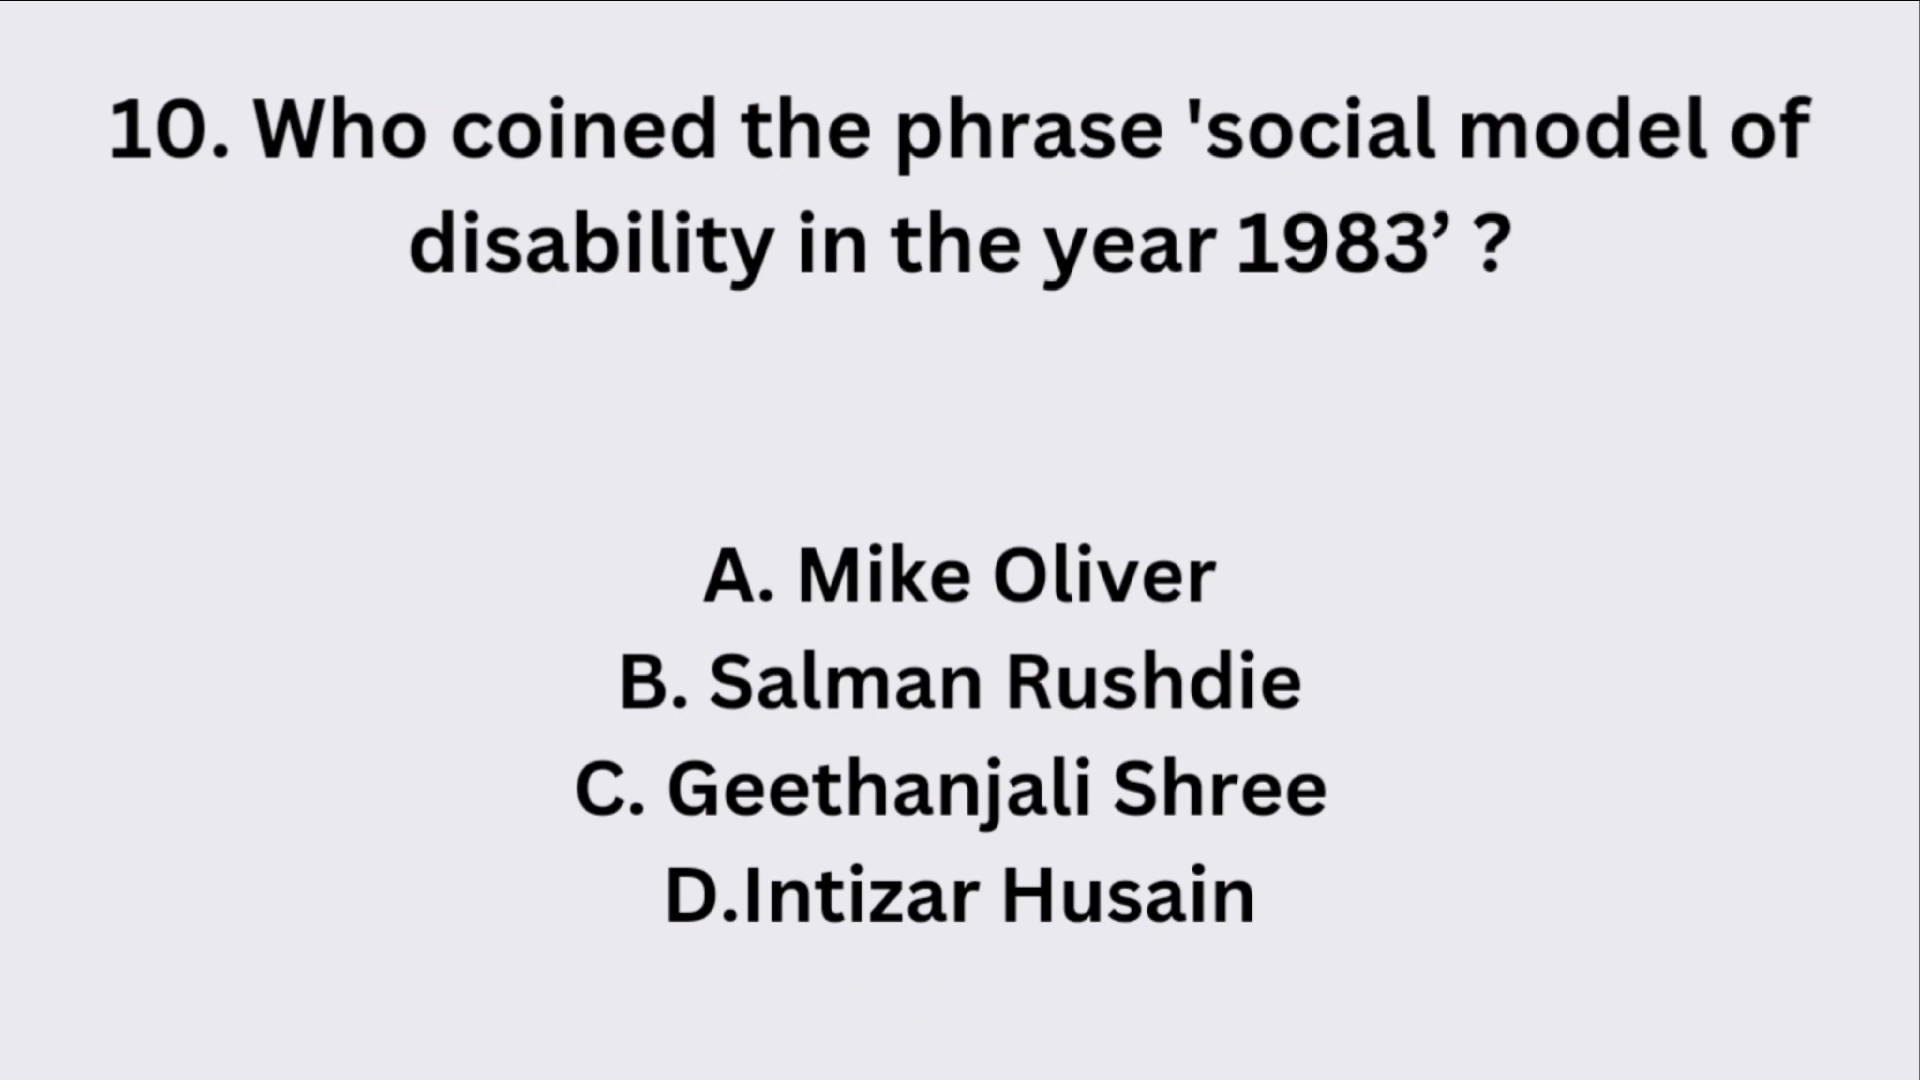 10. Who coined the phrase 'social model of
disability in the year 1983’ ?
A. Mike Oliver
B. Salman Rushdie
C. Geethanjali Shree
D.Intizar Husain